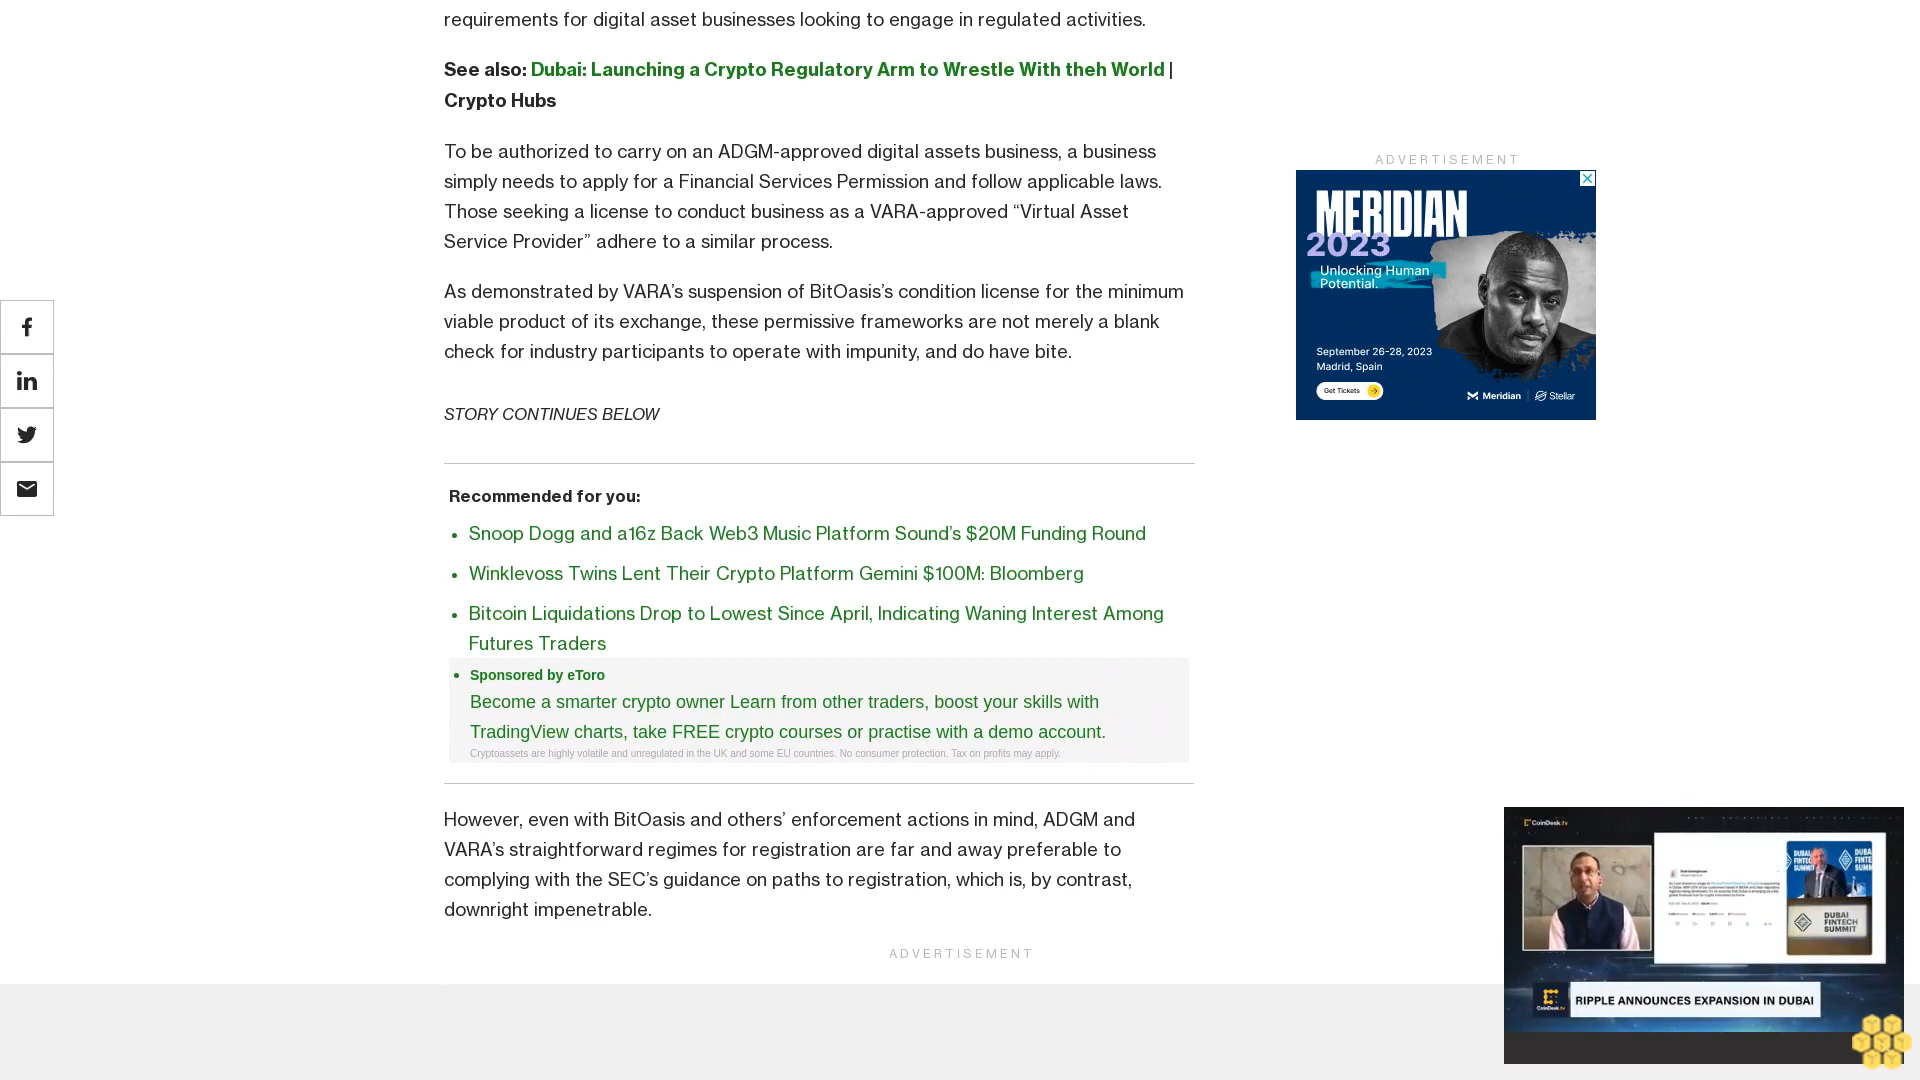 requirements for digital asset businesses looking to engage in regulated activities.
See also: Dubai: Launching a Crypto Regulatory Arm to Wrestle With theh World |
Crypto Hubs
To be authorized to carry on an ADGM-approved digital assets business, a business
simply needs to apply for a Financial Services Permission and follow applicable laws.
Those seeking a license to conduct business as a VARA-approved “Virtual Asset
Service Provider” adhere to a similar process.
As demonstrated by VARA’s suspension of BitOasis’s condition license for the minimum
viable product of its exchange, these permissive frameworks are not merely a blank
check for industry participants to operate with impunity, and do have bite.
STORY CONTINUES BELOW
Recommended for you:
Snoop Dogg and a16z Back Web3 Music Platform Sound’s $20M Funding Round
Winklevoss Twins Lent Their Crypto Platform Gemini $100M: Bloomberg
Bitcoin Liquidations Drop to Lowest Since April, Indicating Waning Interest Among
Futures Traders
Sponsored by eToro
Become a smarter crypto owner Learn from other traders, boost your skills with
TradingView charts, take FREE crypto courses or practise with a demo account.
Cryptoassets are highly volatile and unregulated in the UK and some EU countries. No consumer protection. Tax on profits may apply.
However, even with BitOasis and others’ enforcement actions in mind, ADGM and
VARA’s straightforward regimes for registration are far and away preferable to
complying with the SEC’s guidance on paths to registration, which is, by contrast,
downright impenetrable.
ADVERTISEMENT
ADVERTISEMENT
MERIDIAN
2023
Unlocking Human
Potential.
September 26-28, 2023
Madrid, Spain
Get Tickets
Meridian | Stellar
CoinDesk.tv
DUBAI
FINTECH
SUMMIT
CoinDesk.tv
RIPPLE ANNOUNCES EXPANSION IN DUBAI